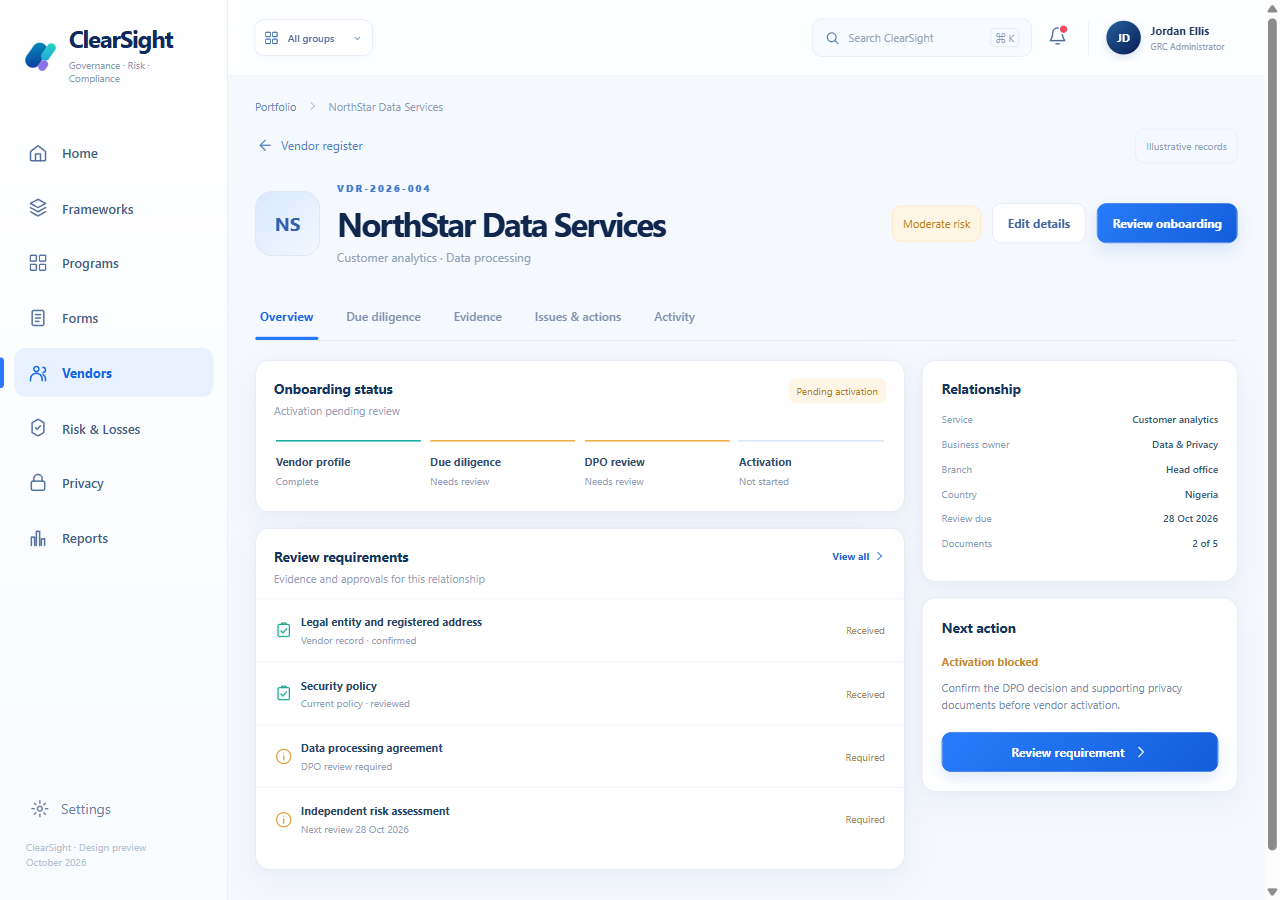 ClearSight
Governance · Risk ·
Compliance
Home
Frameworks
Programs
Forms
Vendors
Risk & Losses
Privacy
Reports
Settings
ClearSight · Design preview
October 2026
All groups
Search ClearSight
⌘ K
JD
Jordan Ellis
GRC Administrator
Portfolio
NorthStar Data Services
Vendor register
Illustrative records
NS
VDR-2026-004
NorthStar Data Services
Customer analytics · Data processing
Moderate risk
Edit details
Review onboarding
Overview
Due diligence
Evidence
Issues & actions
Activity
Onboarding status
Activation pending review
Pending activation
Vendor profile
Complete
Due diligence
Needs review
DPO review
Needs review
Activation
Not started
Review requirements
Evidence and approvals for this relationship
View all
Legal entity and registered address
Vendor record · confirmed
Received
Security policy
Current policy · reviewed
Received
Data processing agreement
DPO review required
Required
Independent risk assessment
Next review 28 Oct 2026
Required
Relationship
Service Customer analytics
Business owner Data & Privacy
Branch Head office
Country Nigeria
Review due 28 Oct 2026
Documents 2 of 5
Next action
Activation blocked
Confirm the DPO decision and supporting privacy
documents before vendor activation.
Review requirement